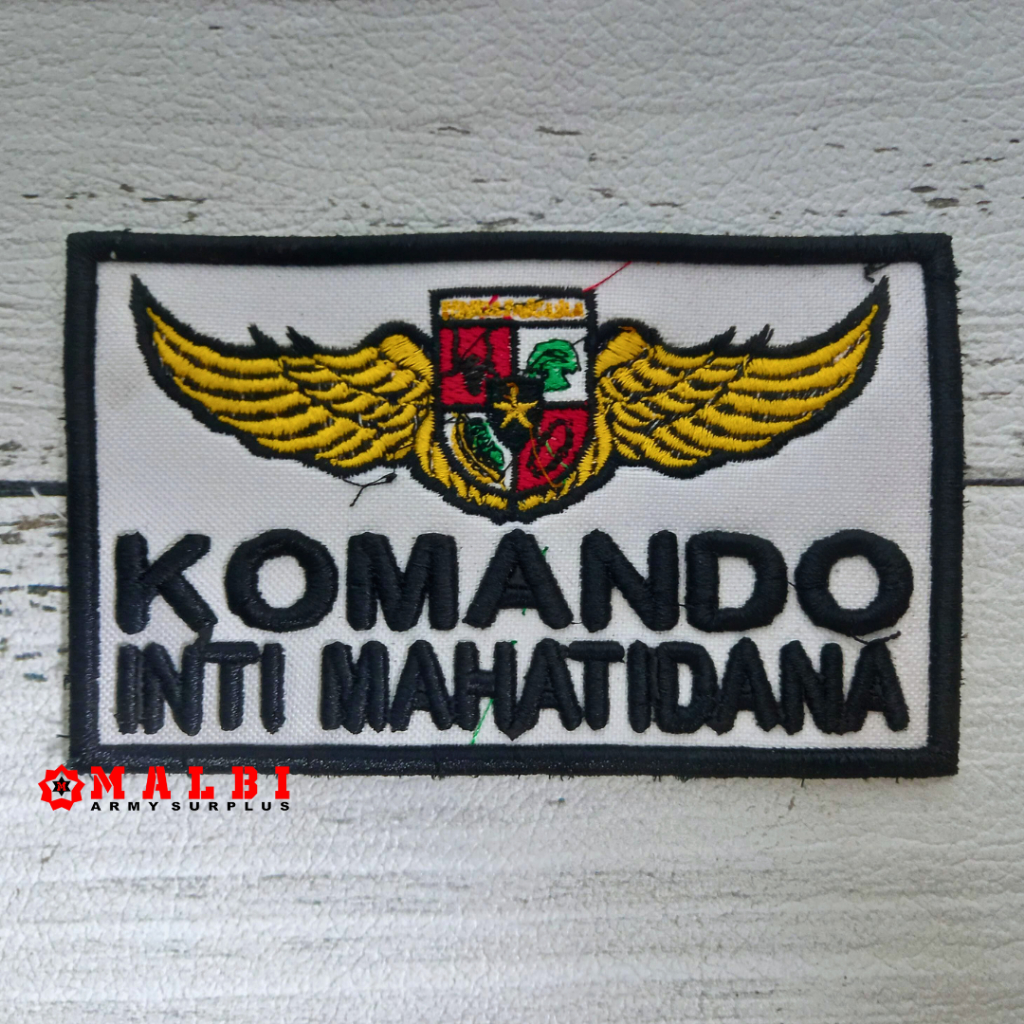 KOMANDO
INTI MAHATIDANA
MALBI
ARMY SURPLUS